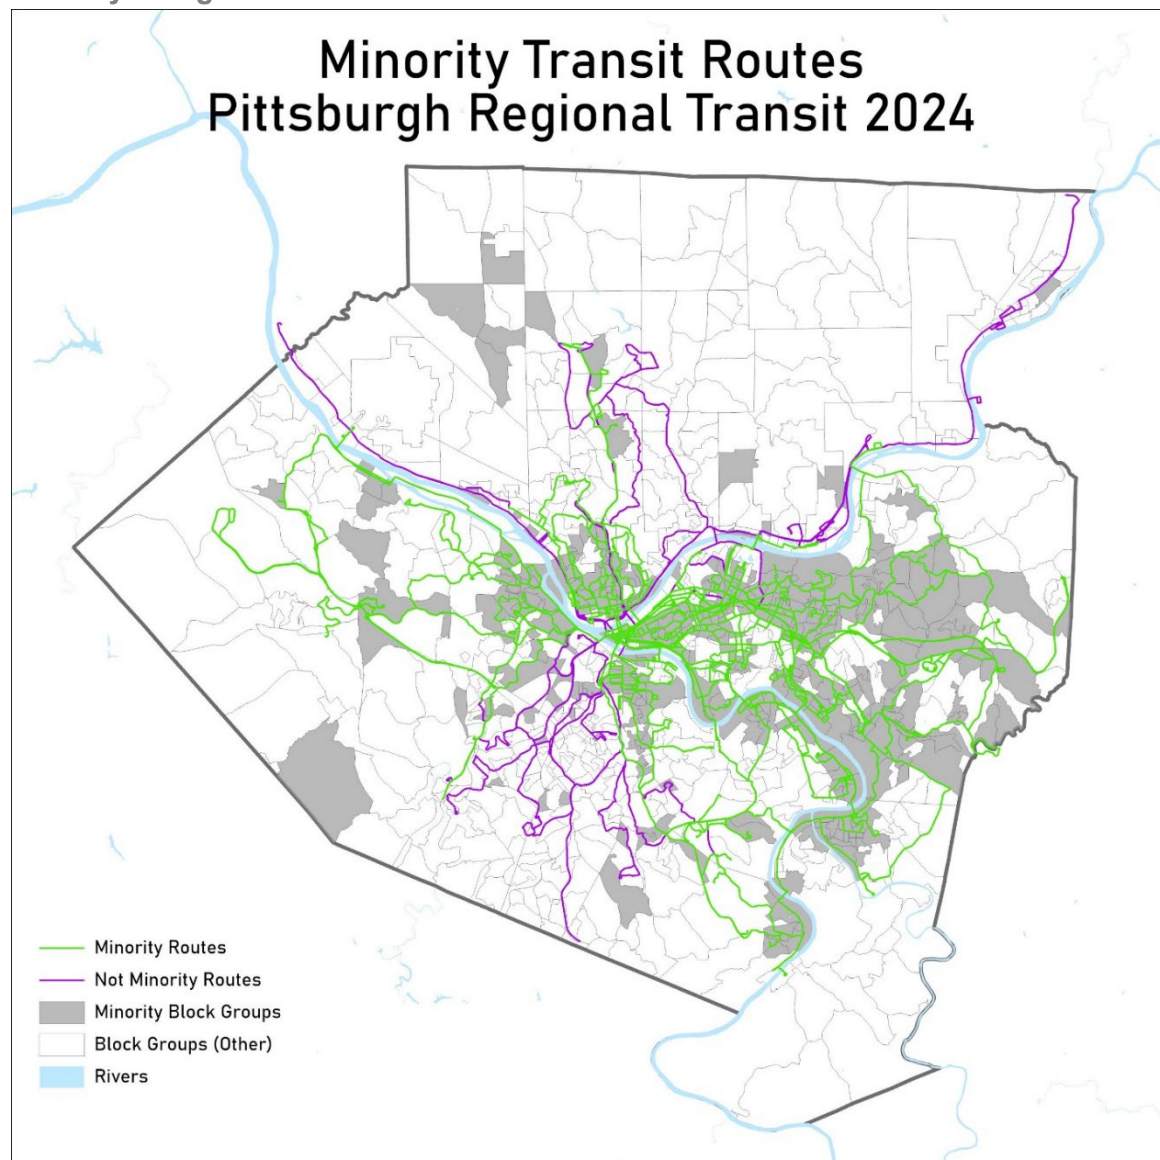 Minority Transit Routes
Pittsburgh Regional Transit 2024
Minority Routes
Not Minority Routes
Minority Block Groups
Block Groups (Other)
Rivers